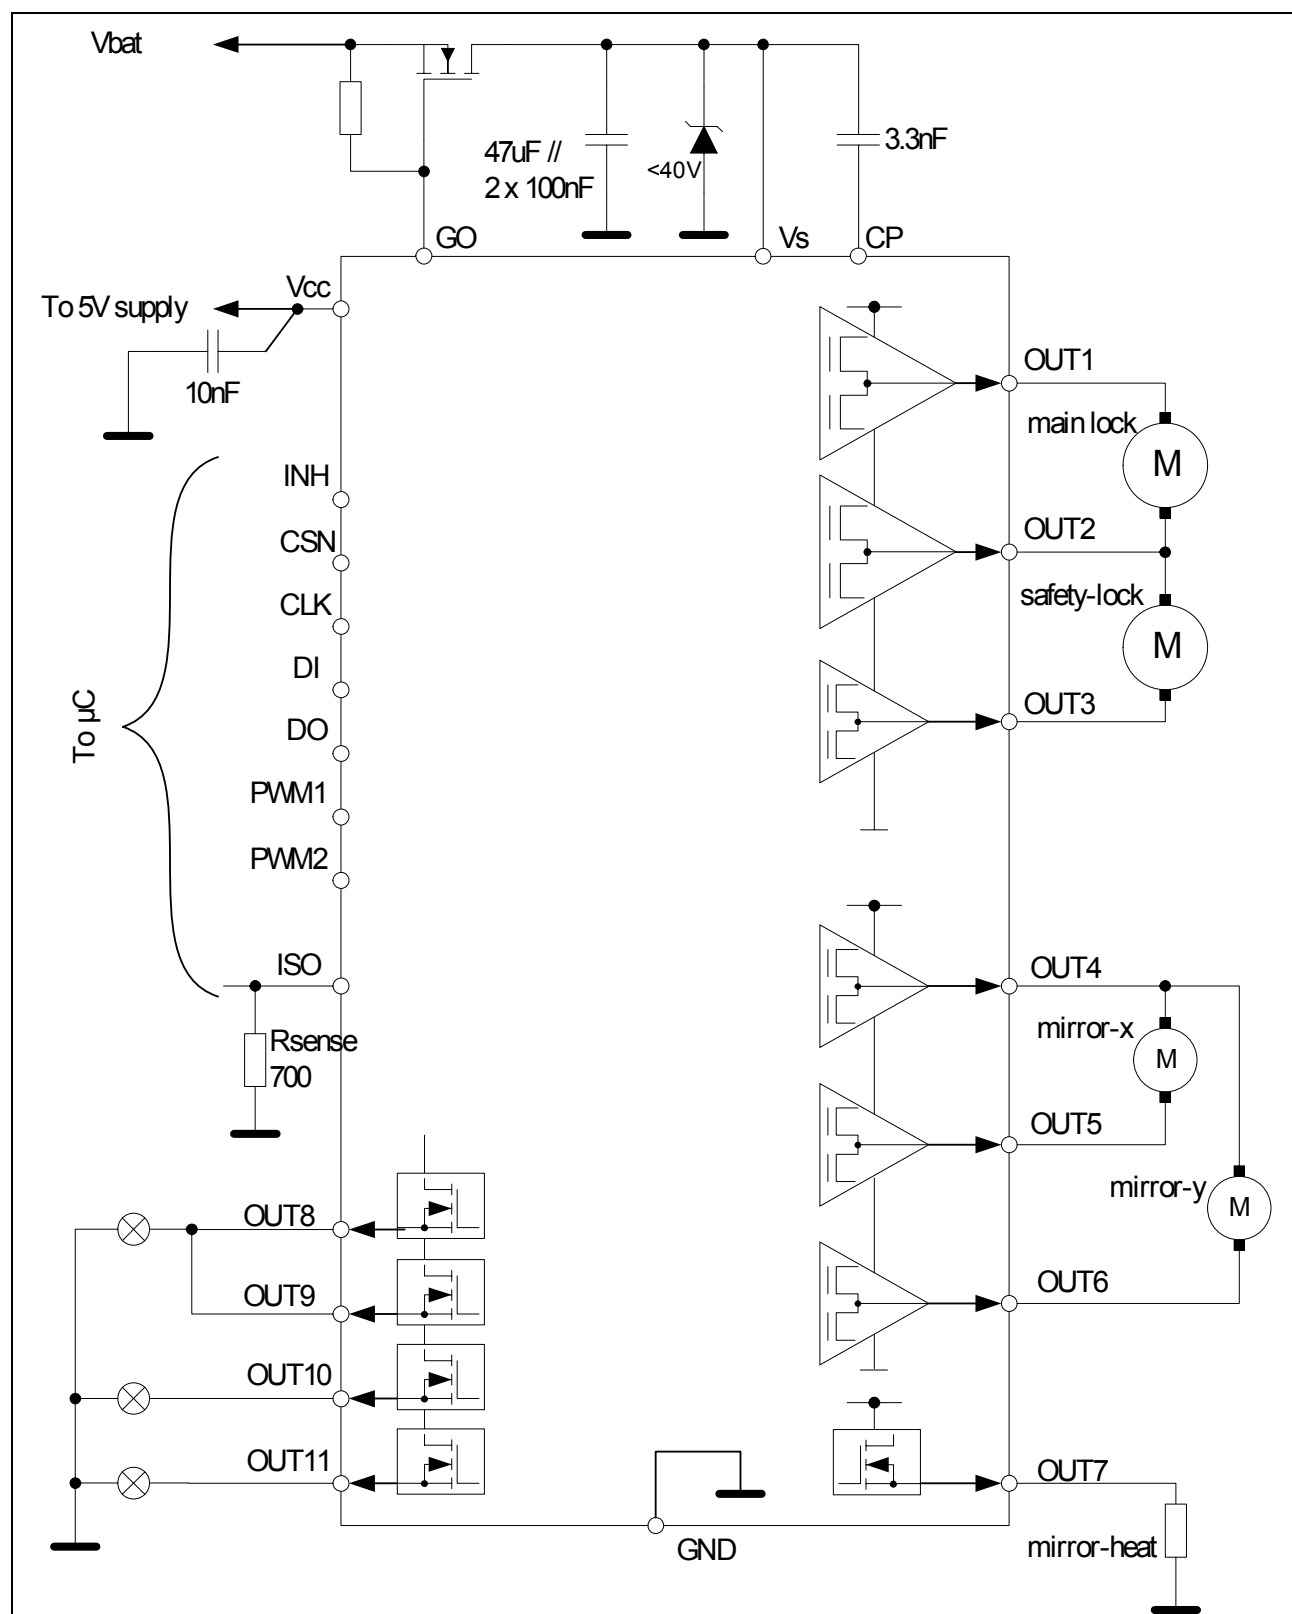 Vbat
47uF //
2 x 100nF
<40V
3.3nF
GO
Vs
CP
Vcc
To 5V supply
10nF
OUT1
main lock
M
INH
CSN
OUT2
CLK
safety-lock
M
DI
To µC
DO
OUT3
PWM1
PWM2
ISO
OUT4
Rsense
700
mirror-x
M
OUT5
mirror-y
M
OUT8
OUT9
OUT6
OUT10
OUT11
OUT7
GND
mirror-heat